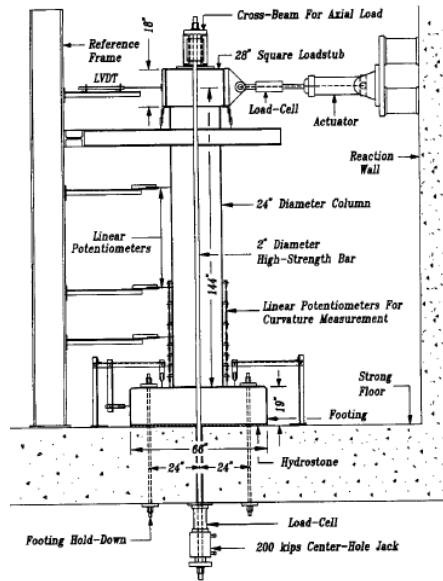 Cross-Beam For Axial Load
18"
Reference
Frame
28" Square Loadstub
LVDT
Load-Cell
Actuator
Reaction
Wall
24" Diameter Column
Linear
Potentiometers
2" Diameter
High-Strength Bar
144"
Linear Potentiometers For
Curvature Measurement
Strong
Floor
19"
Footing
66"
24"
24"
Hydrostone
Load-Cell
Footing Hold-Down
200 kips Center-Hole Jack